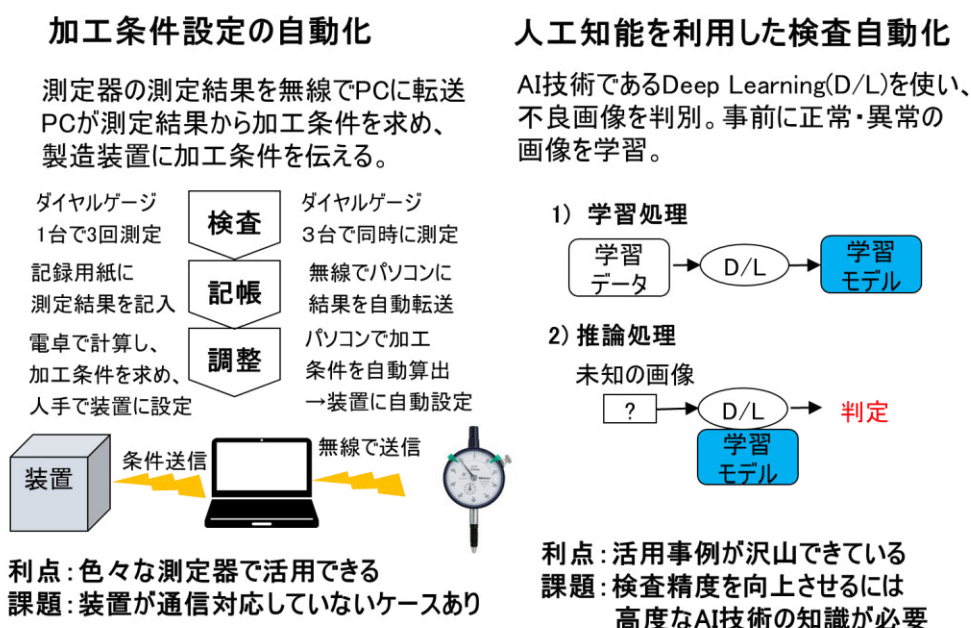 加工条件設定の自動化
測定器の測定結果を無線でPCに転送
PCが測定結果から加工条件を求め、
製造装置に加工条件を伝える。
ダイヤルゲージ
1台で3回測定
検査
ダイヤルゲージ
3台で同時に測定
記録用紙に
測定結果を記入
記帳
無線でパソコンに
結果を自動転送
電卓で計算し、
加工条件を求め、
人手で装置に設定
調整
パソコンで加工
条件を自動算出
→装置に自動設定
装置
条件送信
無線で送信
利点：色々な測定器で活用できる
課題：装置が通信対応していないケースあり
人工知能を利用した検査自動化
AI技術であるDeep Learning(D/L)を使い、
不良画像を判別。事前に正常・異常の
画像を学習。
1) 学習処理
学習
データ
D/L
学習
モデル
2) 推論処理
未知の画像
?
D/L
判定
学習
モデル
利点：活用事例が沢山できている
課題：検査精度を向上させるには
高度なAI技術の知識が必要